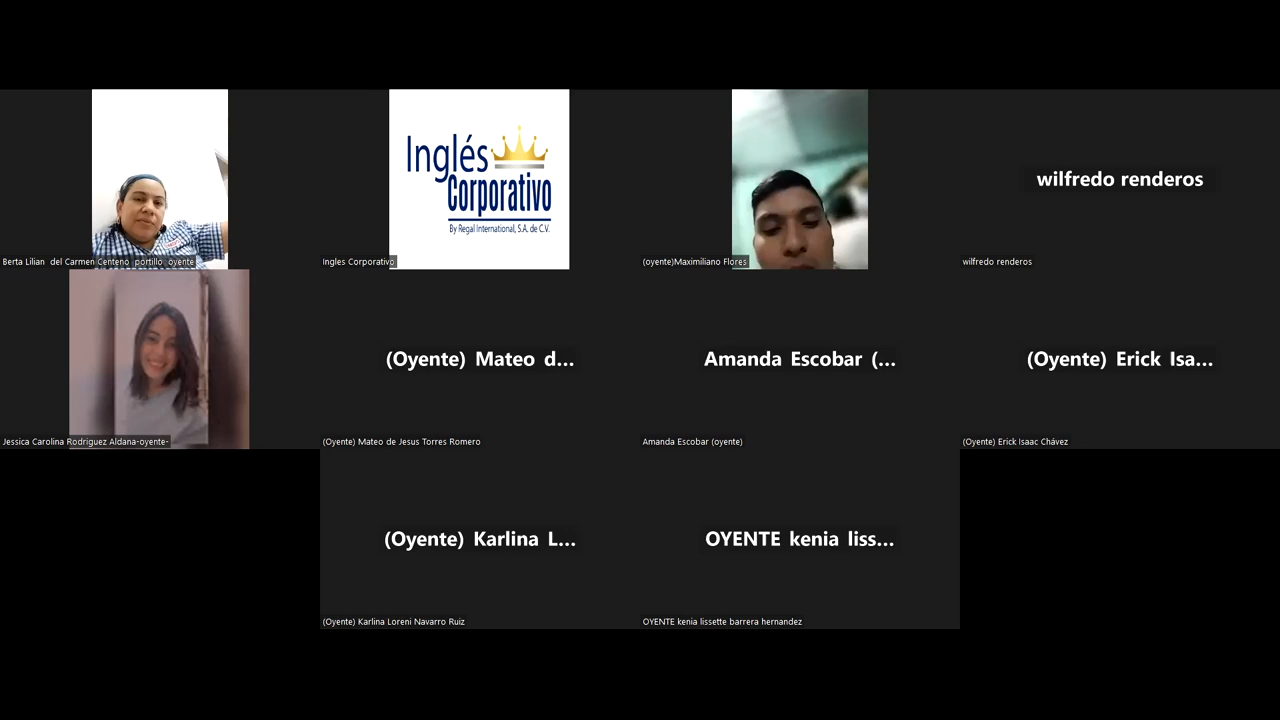 Inglés
Corporativo
By Regal International, S.A. de C.V.
wilfredo renderos
Berta Lilian del Carmen Centeno portillo oyente
Ingles Corporativo
(oyente)Maximiliano Flores
wilfredo renderos
(Oyente) Mateo d...
Amanda Escobar (...
(Oyente) Erick Isa...
Jessica Carolina Rodriguez Aldana-oyente-
(Oyente) Mateo de Jesus Torres Romero
Amanda Escobar (oyente)
(Oyente) Erick Isaac Chávez
(Oyente) Karlina L...
OYENTE kenia liss...
(Oyente) Karlina Loreni Navarro Ruiz
OYENTE kenia lissette barrera hernandez